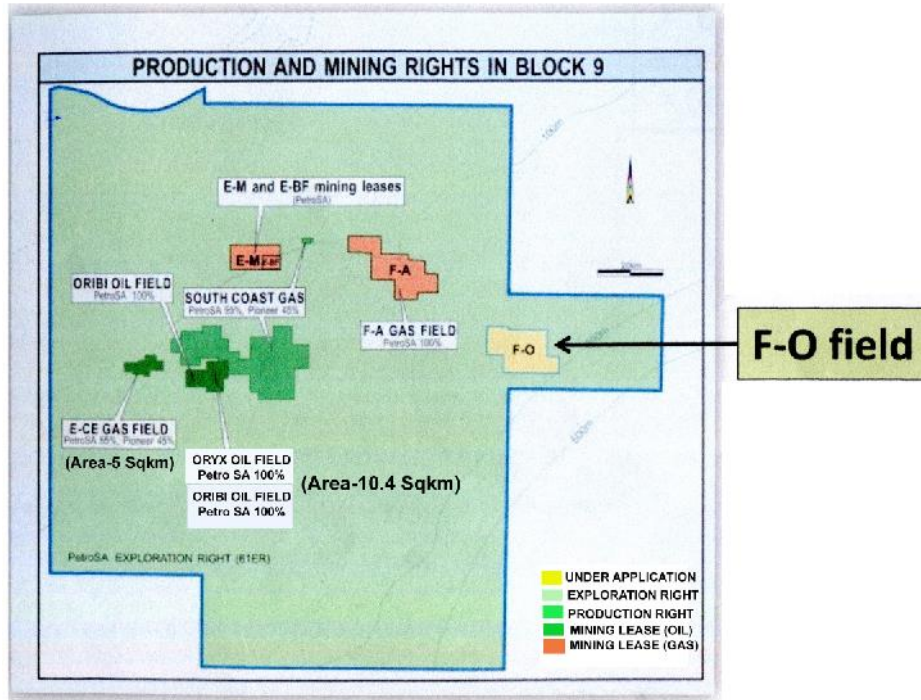 PRODUCTION AND MINING RIGHTS IN BLOCK 9
100m
E-M and E-BF mining leases
(PetroSA)
E-M E-BF
F-A
ORIBI OIL FIELD
PetroSA 100%
SOUTH COAST GAS
PetroSA 55%, Pioneer 45%
F-A GAS FIELD
PetroSA 100%
F-O
F-O field
E-CE GAS FIELD
PetroSA 55%, Pioneer 45%
(Area-5 Sqkm)
ORYX OIL FIELD
Petro SA 100%
(Area-10.4 Sqkm)
ORIBI OIL FIELD
Petro SA 100%
PetroSA EXPLORATION RIGHT (61ER)
UNDER APPLICATION
EXPLORATION RIGHT
PRODUCTION RIGHT
MINING LEASE (OIL)
MINING LEASE (GAS)